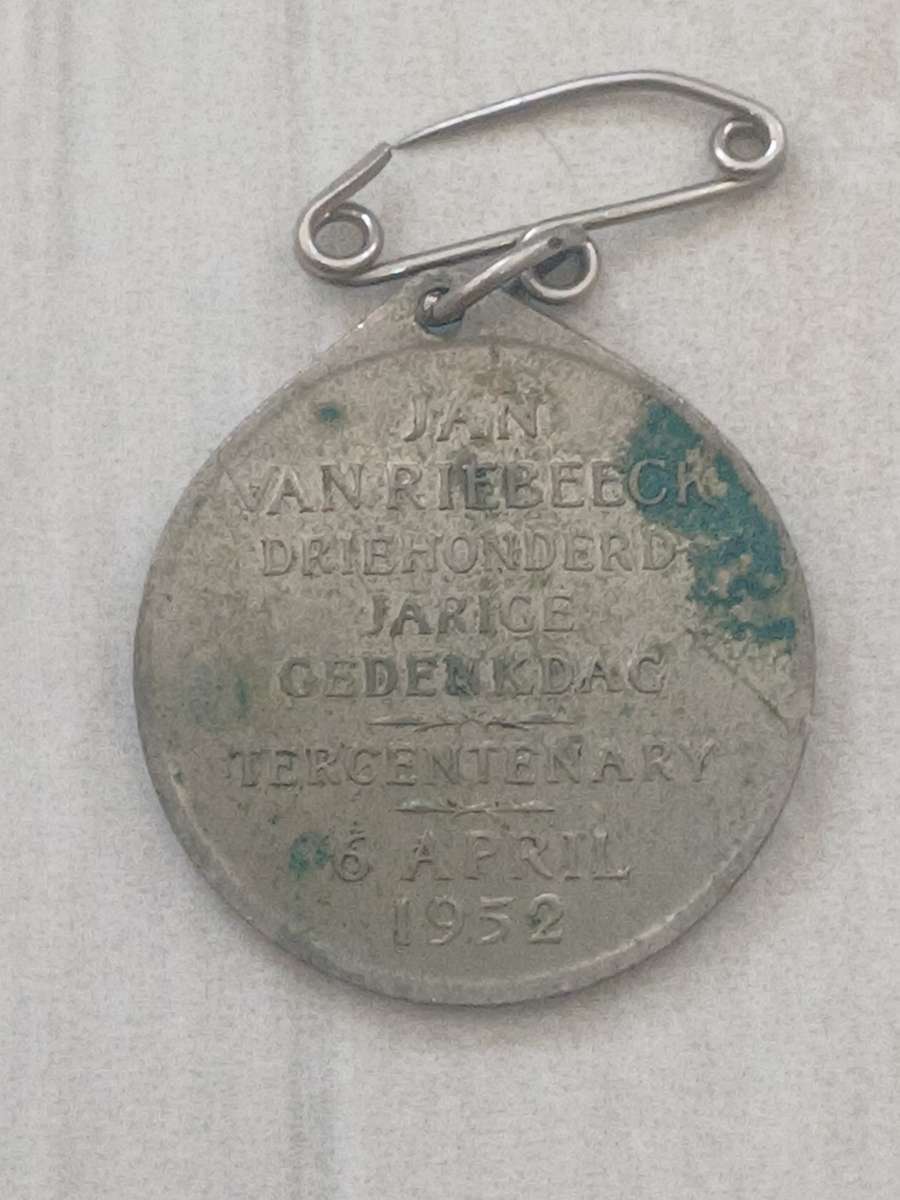 JAN
VAN RIEBEECK
DRIEHONDERD
JARIGE
GEDENKDAG
TERCENTENARY
6 APRIL
1952